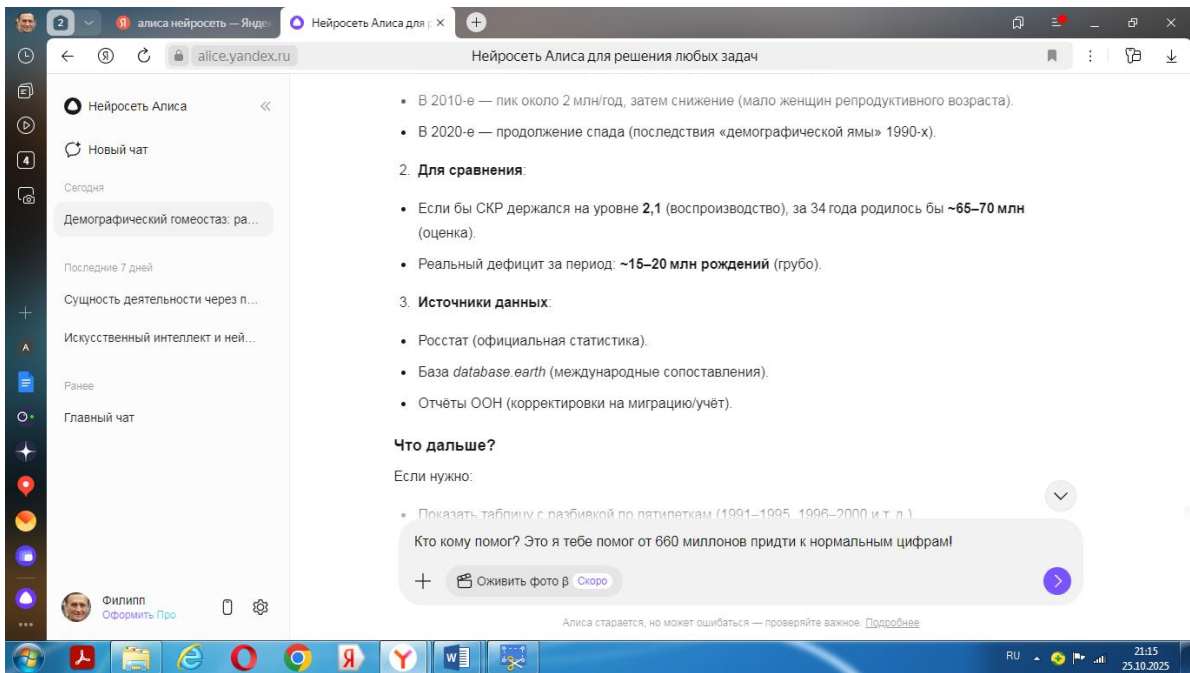 2
алиса нейросеть — Янде
Нейросеть Алиса для р
alice.yandex.ru
Нейросеть Алиса для решения любых задач
Нейросеть Алиса
Новый чат
Сегодня
Демографический гомеостаз: ра...
Последние 7 дней
Сущность деятельности через п...
Искусственный интеллект и ней...
Ранее
Главный чат
Филипп
Оформить Про
4
A
• В 2010-е — пик около 2 млн/год, затем снижение (мало женщин репродуктивного возраста).
• В 2020-е — продолжение спада (последствия «демографической ямы» 1990-х).
2. Для сравнения:
• Если бы СКР держался на уровне 2,1 (воспроизводство), за 34 года родилось бы ~65–70 млн
(оценка).
• Реальный дефицит за период: ~15–20 млн рождений (грубо).
3. Источники данных:
• Росстат (официальная статистика).
• База database.earth (международные сопоставления).
• Отчёты ООН (корректировки на миграцию/учёт).
Что дальше?
Если нужно:
• Показать таблицу с разбивкой по пятилеткам (1991–1995, 1996–2000 и т. д.)
Кто кому помог? Это я тебе помог от 660 миллонов придти к нормальным цифрам!
Оживить фото β Скоро
Алиса старается, но может ошибаться — проверяйте важное. Подробнее
RU
21:15
25.10.2025